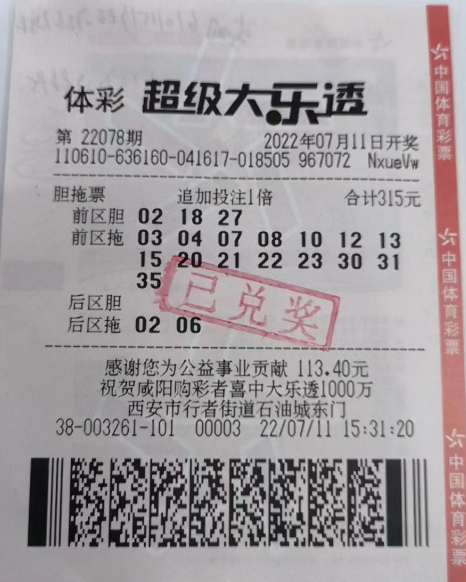 体彩 超级大乐透
第 22078期 2022年07月11日开奖
110610-636160-041617-018505 967072 NxueVw
胆拖票 追加投注1倍 合计315元
前区胆 02 18 27
前区拖 03 04 07 08 10 12 13
15 20 21 22 23 30 31
35
后区胆
后区拖 02 06
已兑奖
感谢您为公益事业贡献 113.40元
祝贺咸阳购彩者喜中大乐透1000万
西安市行者街道石油城东门
38-003261-101 00003 22/07/11 15:31:20
中国体育彩票
中国体育彩票
中国体育彩票